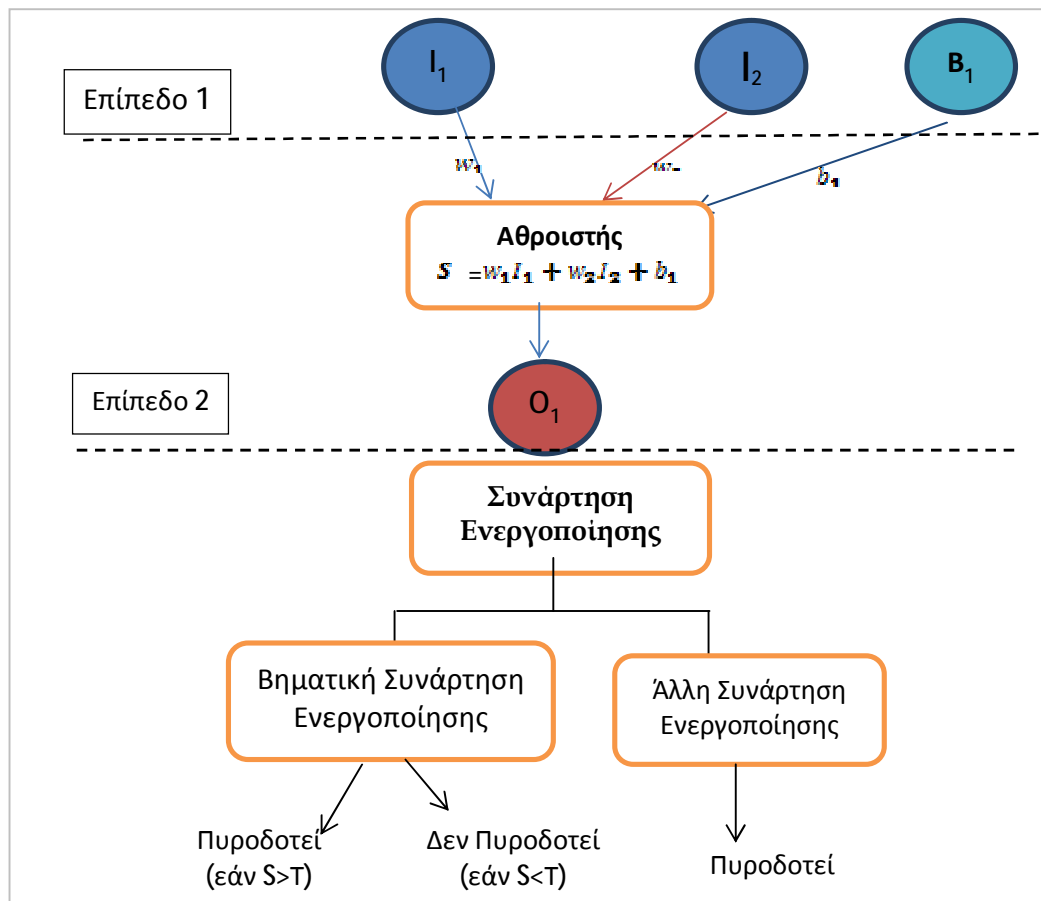 I₁
I₂
B₁
Επίπεδο 1
w₁
b₁
Αθροιστής
S =w₁I₁ + w₂I₂ + b₁
Επίπεδο 2
O₁
Συνάρτηση
Ενεργοποίησης
Βηματική Συνάρτηση
Ενεργοποίησης
Άλλη Συνάρτηση
Ενεργοποίησης
Πυροδοτεί
(εάν S>T)
Δεν Πυροδοτεί
(εάν S<T)
Πυροδοτεί